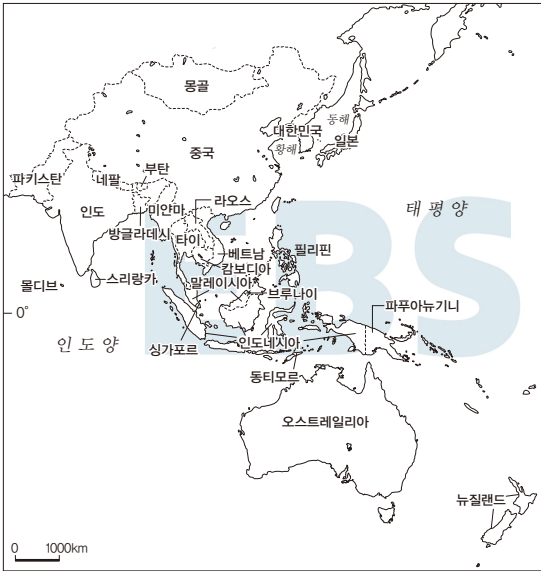 몽골
동해
대한민국
일본
황해
중국
파키스탄
네팔
부탄
라오스
인도
미얀마
태평양
방글라데시
타이
베트남
필리핀
캄보디아
몰디브
스리랑카
말레이시아
브루나이
파푸아뉴기니
0°
인도양
싱가포르
인도네시아
동티모르
오스트레일리아
뉴질랜드
0 1000km
EBS